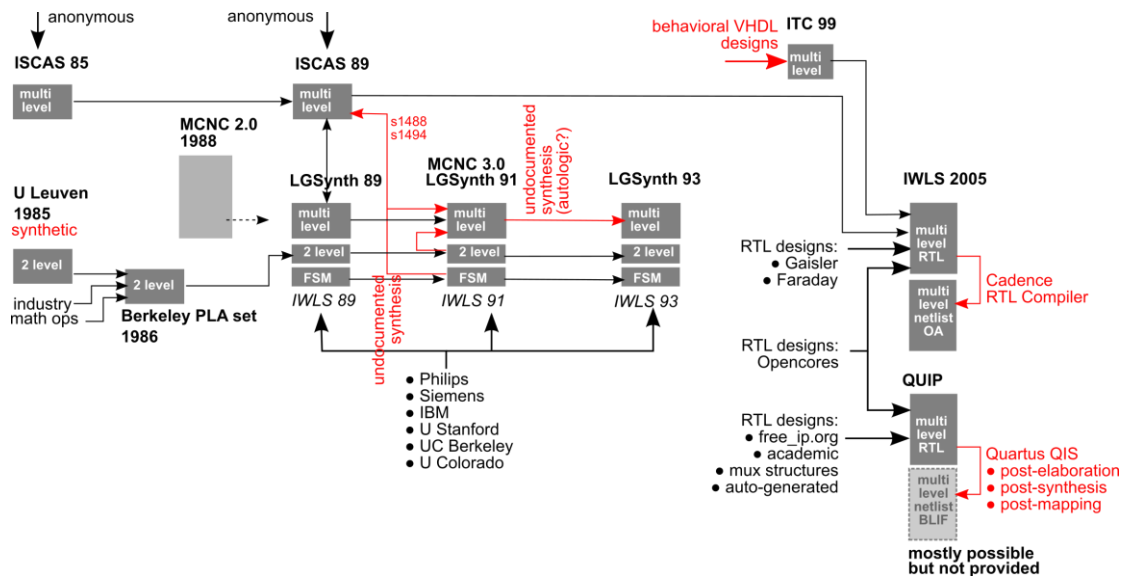 anonymous
anonymous
ISCAS 85
multi
level
ISCAS 89
multi
level
behavioral VHDL
designs
ITC 99
multi
level
MCNC 2.0
1988
s1488
s1494
undocumented
synthesis
(autologic?)
U Leuven
1985
synthetic
2 level
industry
math ops
2 level
Berkeley PLA set
1986
LGSynth 89
multi
level
2 level
FSM
IWLS 89
undocumented
synthesis
MCNC 3.0
LGSynth 91
multi
level
2 level
FSM
IWLS 91
LGSynth 93
multi
level
2 level
FSM
IWLS 93
● Philips
● Siemens
● IBM
● U Stanford
● UC Berkeley
● U Colorado
IWLS 2005
multi
level
RTL
RTL designs:
● Gaisler
● Faraday
Cadence
RTL Compiler
multi
level
netlist
OA
RTL designs:
Opencores
QUIP
multi
level
RTL
RTL designs:
● free_ip.org
● academic
● mux structures
● auto-generated
Quartus QIS
● post-elaboration
● post-synthesis
● post-mapping
multi
level
netlist
BLIF
mostly possible
but not provided